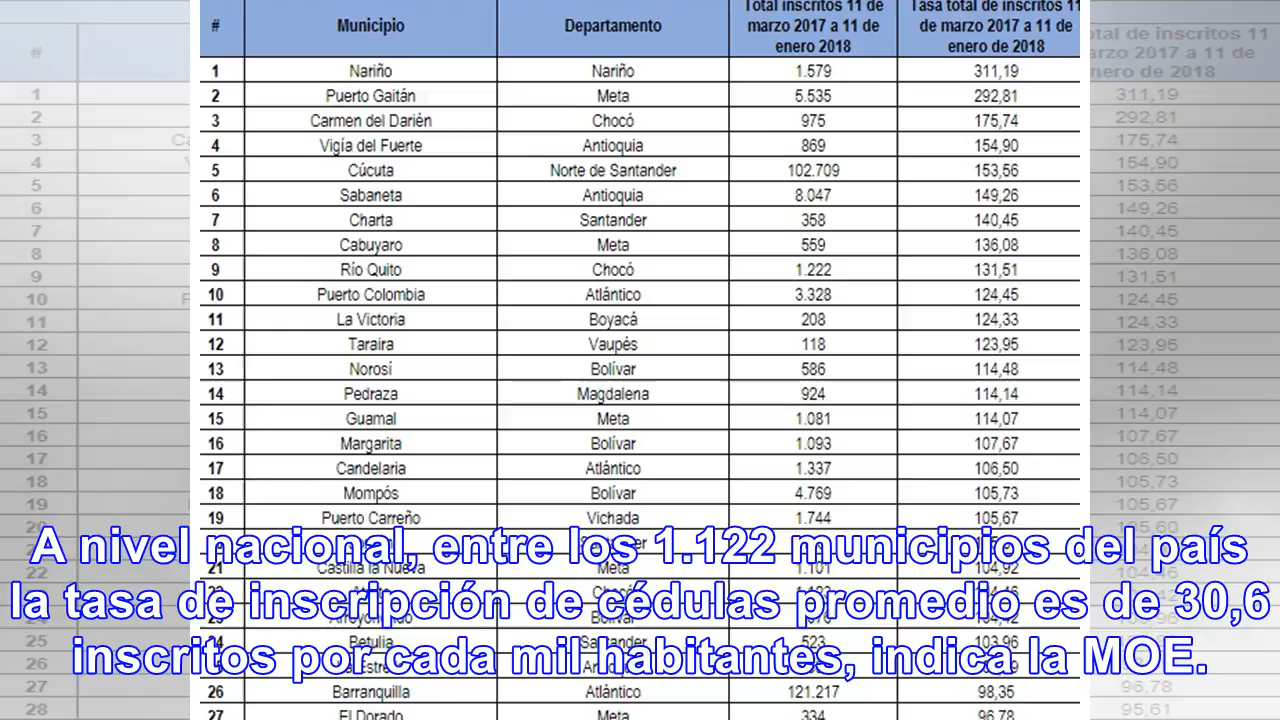 # Municipio Departamento Total inscritos 11 de marzo 2017 a 11 de enero 2018 Tasa total de inscritos 11 de marzo 2017 a 11 de enero de 2018
1 Nariño Nariño 1.579 311,19
2 Puerto Gaitán Meta 5.535 292,81
3 Carmen del Darién Chocó 975 175,74
4 Vigía del Fuerte Antioquia 869 154,90
5 Cúcuta Norte de Santander 102.709 153,56
6 Sabaneta Antioquia 8.047 149,26
7 Charta Santander 358 140,45
8 Cabuyaro Meta 559 136,08
9 Río Quito Chocó 1.222 131,51
10 Puerto Colombia Atlántico 3.328 124,45
11 La Victoria Boyacá 208 124,33
12 Taraira Vaupés 118 123,95
13 Norosí Bolívar 586 114,48
14 Pedraza Magdalena 924 114,14
15 Guamal Meta 1.081 114,07
16 Margarita Bolívar 1.093 107,67
17 Candelaria Atlántico 1.337 106,50
18 Mompós Bolívar 4.769 105,73
19 Puerto Carreño Vichada 1.744 105,67
21 Castilla la Nueva Meta 1.101 104,92
Betulia Santander 523 103,96
26 Barranquilla Atlántico 121.217 98,35
27 El Dorado Meta 334 96,78
A nivel nacional, entre los 1.122 municipios del país
la tasa de inscripción de cédulas promedio es de 30,6
inscritos por cada mil habitantes, indica la MOE.